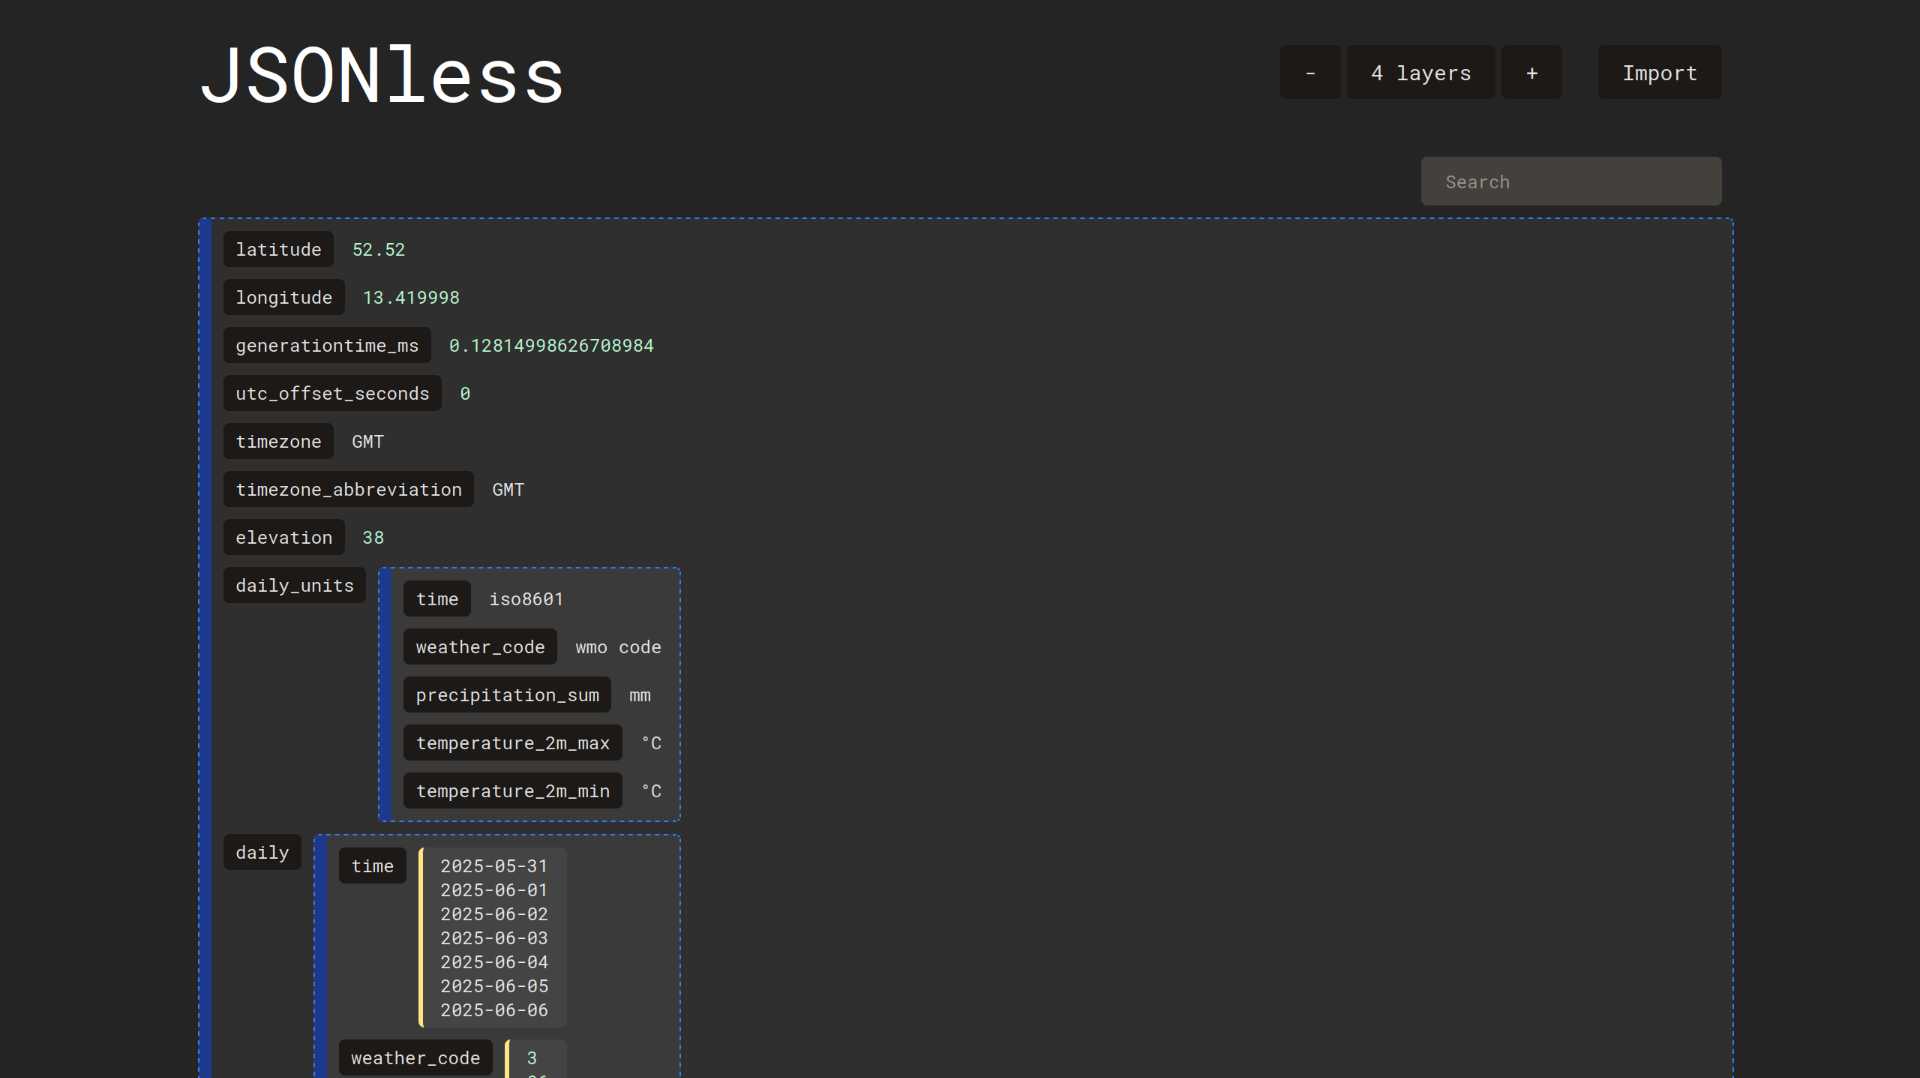 JSONless
- 4 layers + Import
Search
latitude 52.52
longitude 13.419998
generationtime_ms 0.12814998626708984
utc_offset_seconds 0
timezone GMT
timezone_abbreviation GMT
elevation 38
daily_units
time iso8601
weather_code wmo code
precipitation_sum mm
temperature_2m_max °C
temperature_2m_min °C
daily
time 2025-05-31
2025-06-01
2025-06-02
2025-06-03
2025-06-04
2025-06-05
2025-06-06
weather_code 3